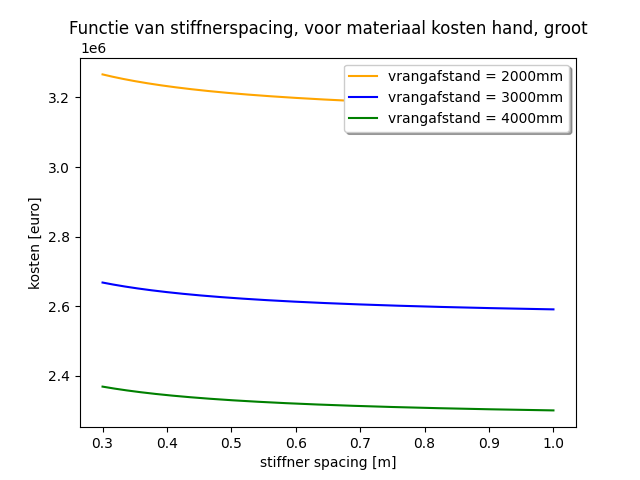 Functie van stiffnerspacing, voor materiaal kosten hand, groot
1e6
vrangafstand = 2000mm
vrangafstand = 3000mm
vrangafstand = 4000mm
3.2
3.0
2.8
2.6
2.4
kosten [euro]
0.3 0.4 0.5 0.6 0.7 0.8 0.9 1.0
stiffner spacing [m]